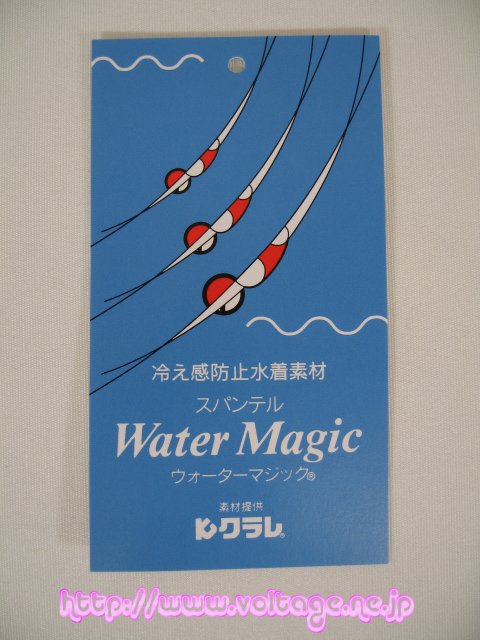 冷え感防止水着素材
スパンテル
Water Magic
ウォーターマジック®
素材提供
クラレ®
http://www.voltage.ne.jp